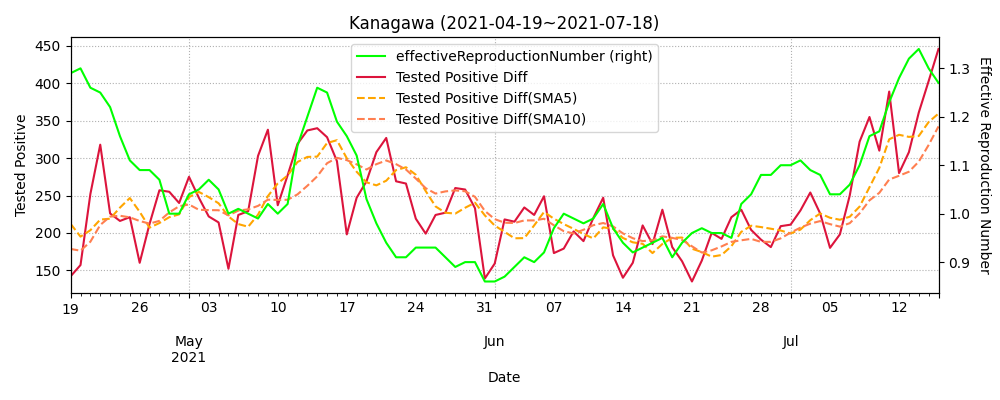 Kanagawa (2021-04-19~2021-07-18)
effectiveReproductionNumber (right)
Tested Positive Diff
Tested Positive Diff(SMA5)
Tested Positive Diff(SMA10)
Tested Positive
450
400
350
300
250
200
150
1.3
1.2
1.1
1.0
0.9
Effective Reproduction Number
19 26 03 10 17 24 31 07 14 21 28 05 12
May Jun Jul
2021
Date